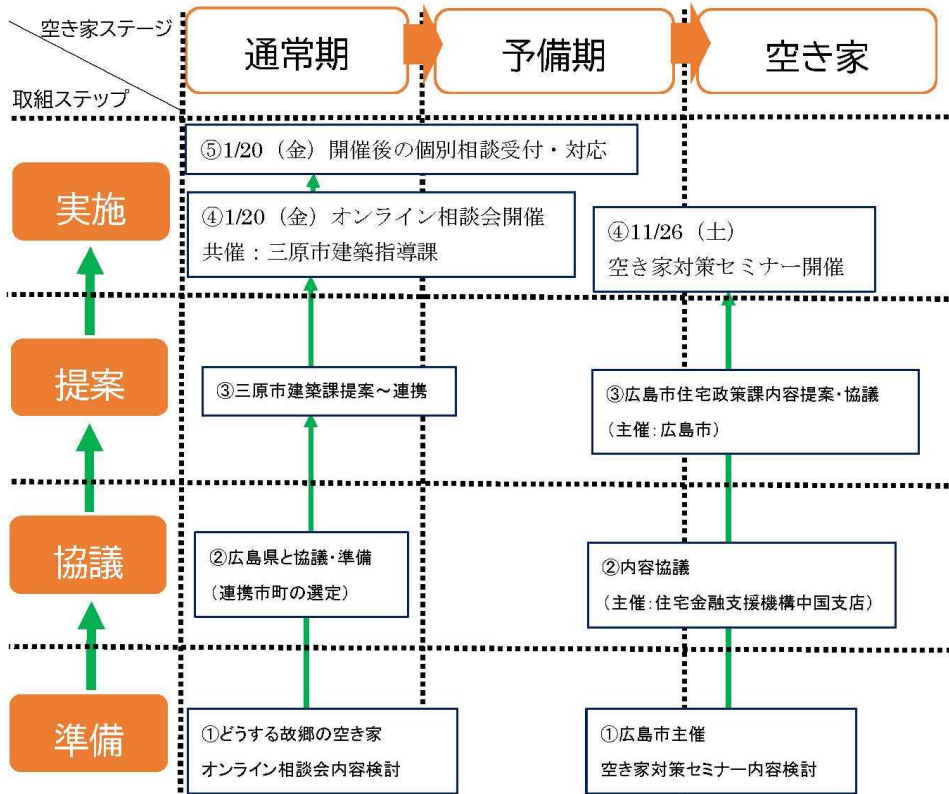 空き家ステージ
取組ステップ
通常期
予備期
空き家
実施
⑤1/20（金）開催後の個別相談受付・対応
④1/20（金）オンライン相談会開催
共催：三原市建築指導課
④11/26（土）
空き家対策セミナー開催
提案
③三原市建築課提案～連携
③広島市住宅政策課内容提案・協議
（主催：広島市）
協議
②広島県と協議・準備
（連携市町の選定）
②内容協議
（主催：住宅金融支援機構中国支店）
準備
①どうする故郷の空き家
オンライン相談会内容検討
①広島市主催
空き家対策セミナー内容検討